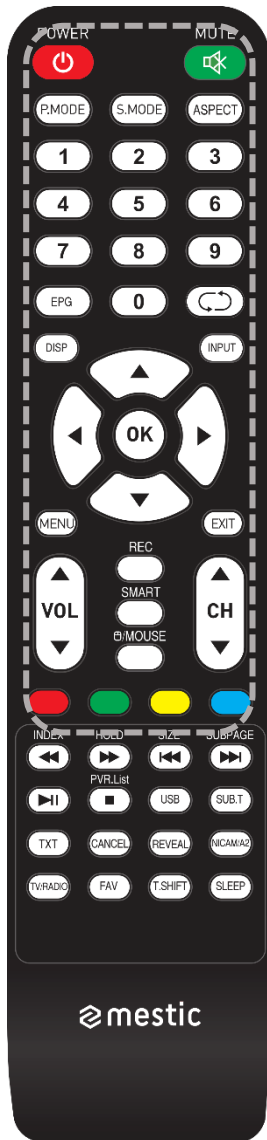 POWER MUTE
P.MODE S.MODE ASPECT
1 2 3
4 5 6
7 8 9
EPG 0
DISP INPUT
OK
MENU EXIT
REC
SMART
VOL CH
/MOUSE
INDEX HOLD SIZE SUBPAGE
PVR.List
USB SUB.T
TXT CANCEL REVEAL NICAM/A2
TV/RADIO FAV T.SHIFT SLEEP
mestic